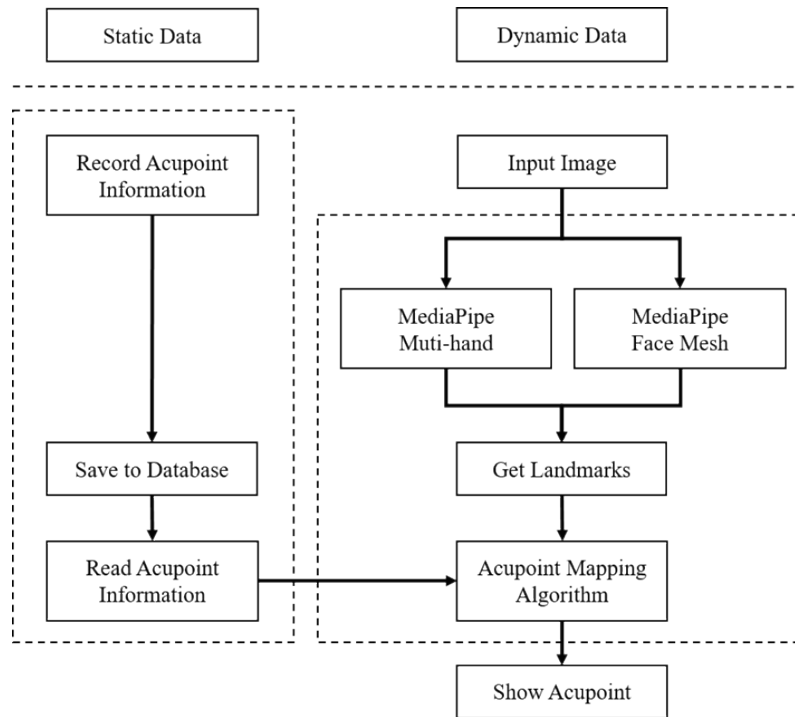 Static Data
Dynamic Data
Record Acupoint
Information
Input Image
MediaPipe
Muti-hand
MediaPipe
Face Mesh
Save to Database
Get Landmarks
Read Acupoint
Information
Acupoint Mapping
Algorithm
Show Acupoint